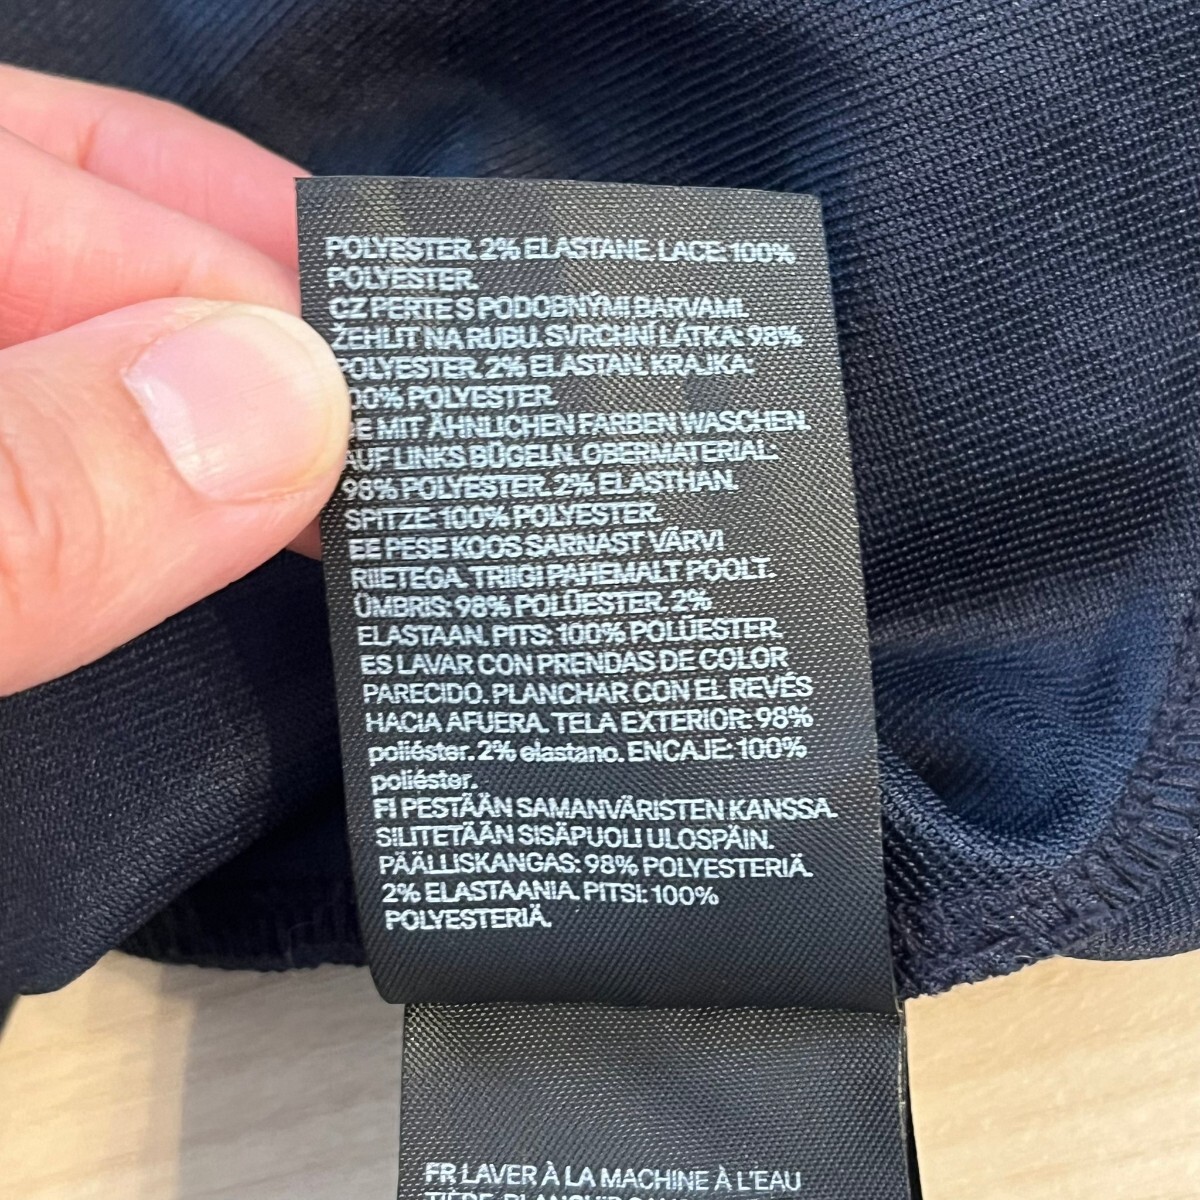 POLYESTER. 2% ELASTANE. LACE: 100%
POLYESTER.
CZ PERTE S PODOBNÝMI BARVAMI.
ŽEHLIT NA RUBU. SVRCHNÍ LÁTKA: 98%
POLYESTER. 2% ELASTAN. KRAJKA:
100% POLYESTER.
DE MIT ÄHNLICHEN FARBEN WASCHEN.
AUF LINKS BÜGELN. OBERMATERIAL:
98% POLYESTER. 2% ELASTHAN.
SPITZE: 100% POLYESTER.
EE PESE KOOS SARNAST VÄRVI
RIIETEGA. TRIIGI PAHEMALT POOLT.
ÜMBRIS: 98% POLÜESTER. 2%
ELASTAAN. PITS: 100% POLÜESTER.
ES LAVAR CON PRENDAS DE COLOR
PARECIDO. PLANCHAR CON EL REVÉS
HACIA AFUERA. TELA EXTERIOR: 98%
poliéster. 2% elastano. ENCAJE: 100%
poliéster.
FI PESTÄÄN SAMANVÄRISTEN KANSSA.
SILITETÄÄN SISÄPUOLI ULOSPÄIN.
PÄÄLLISKANGAS: 98% POLYESTERIÄ.
2% ELASTAANIA. PITSI: 100%
POLYESTERIÄ.
FR LAVER À LA MACHINE À L'EAU